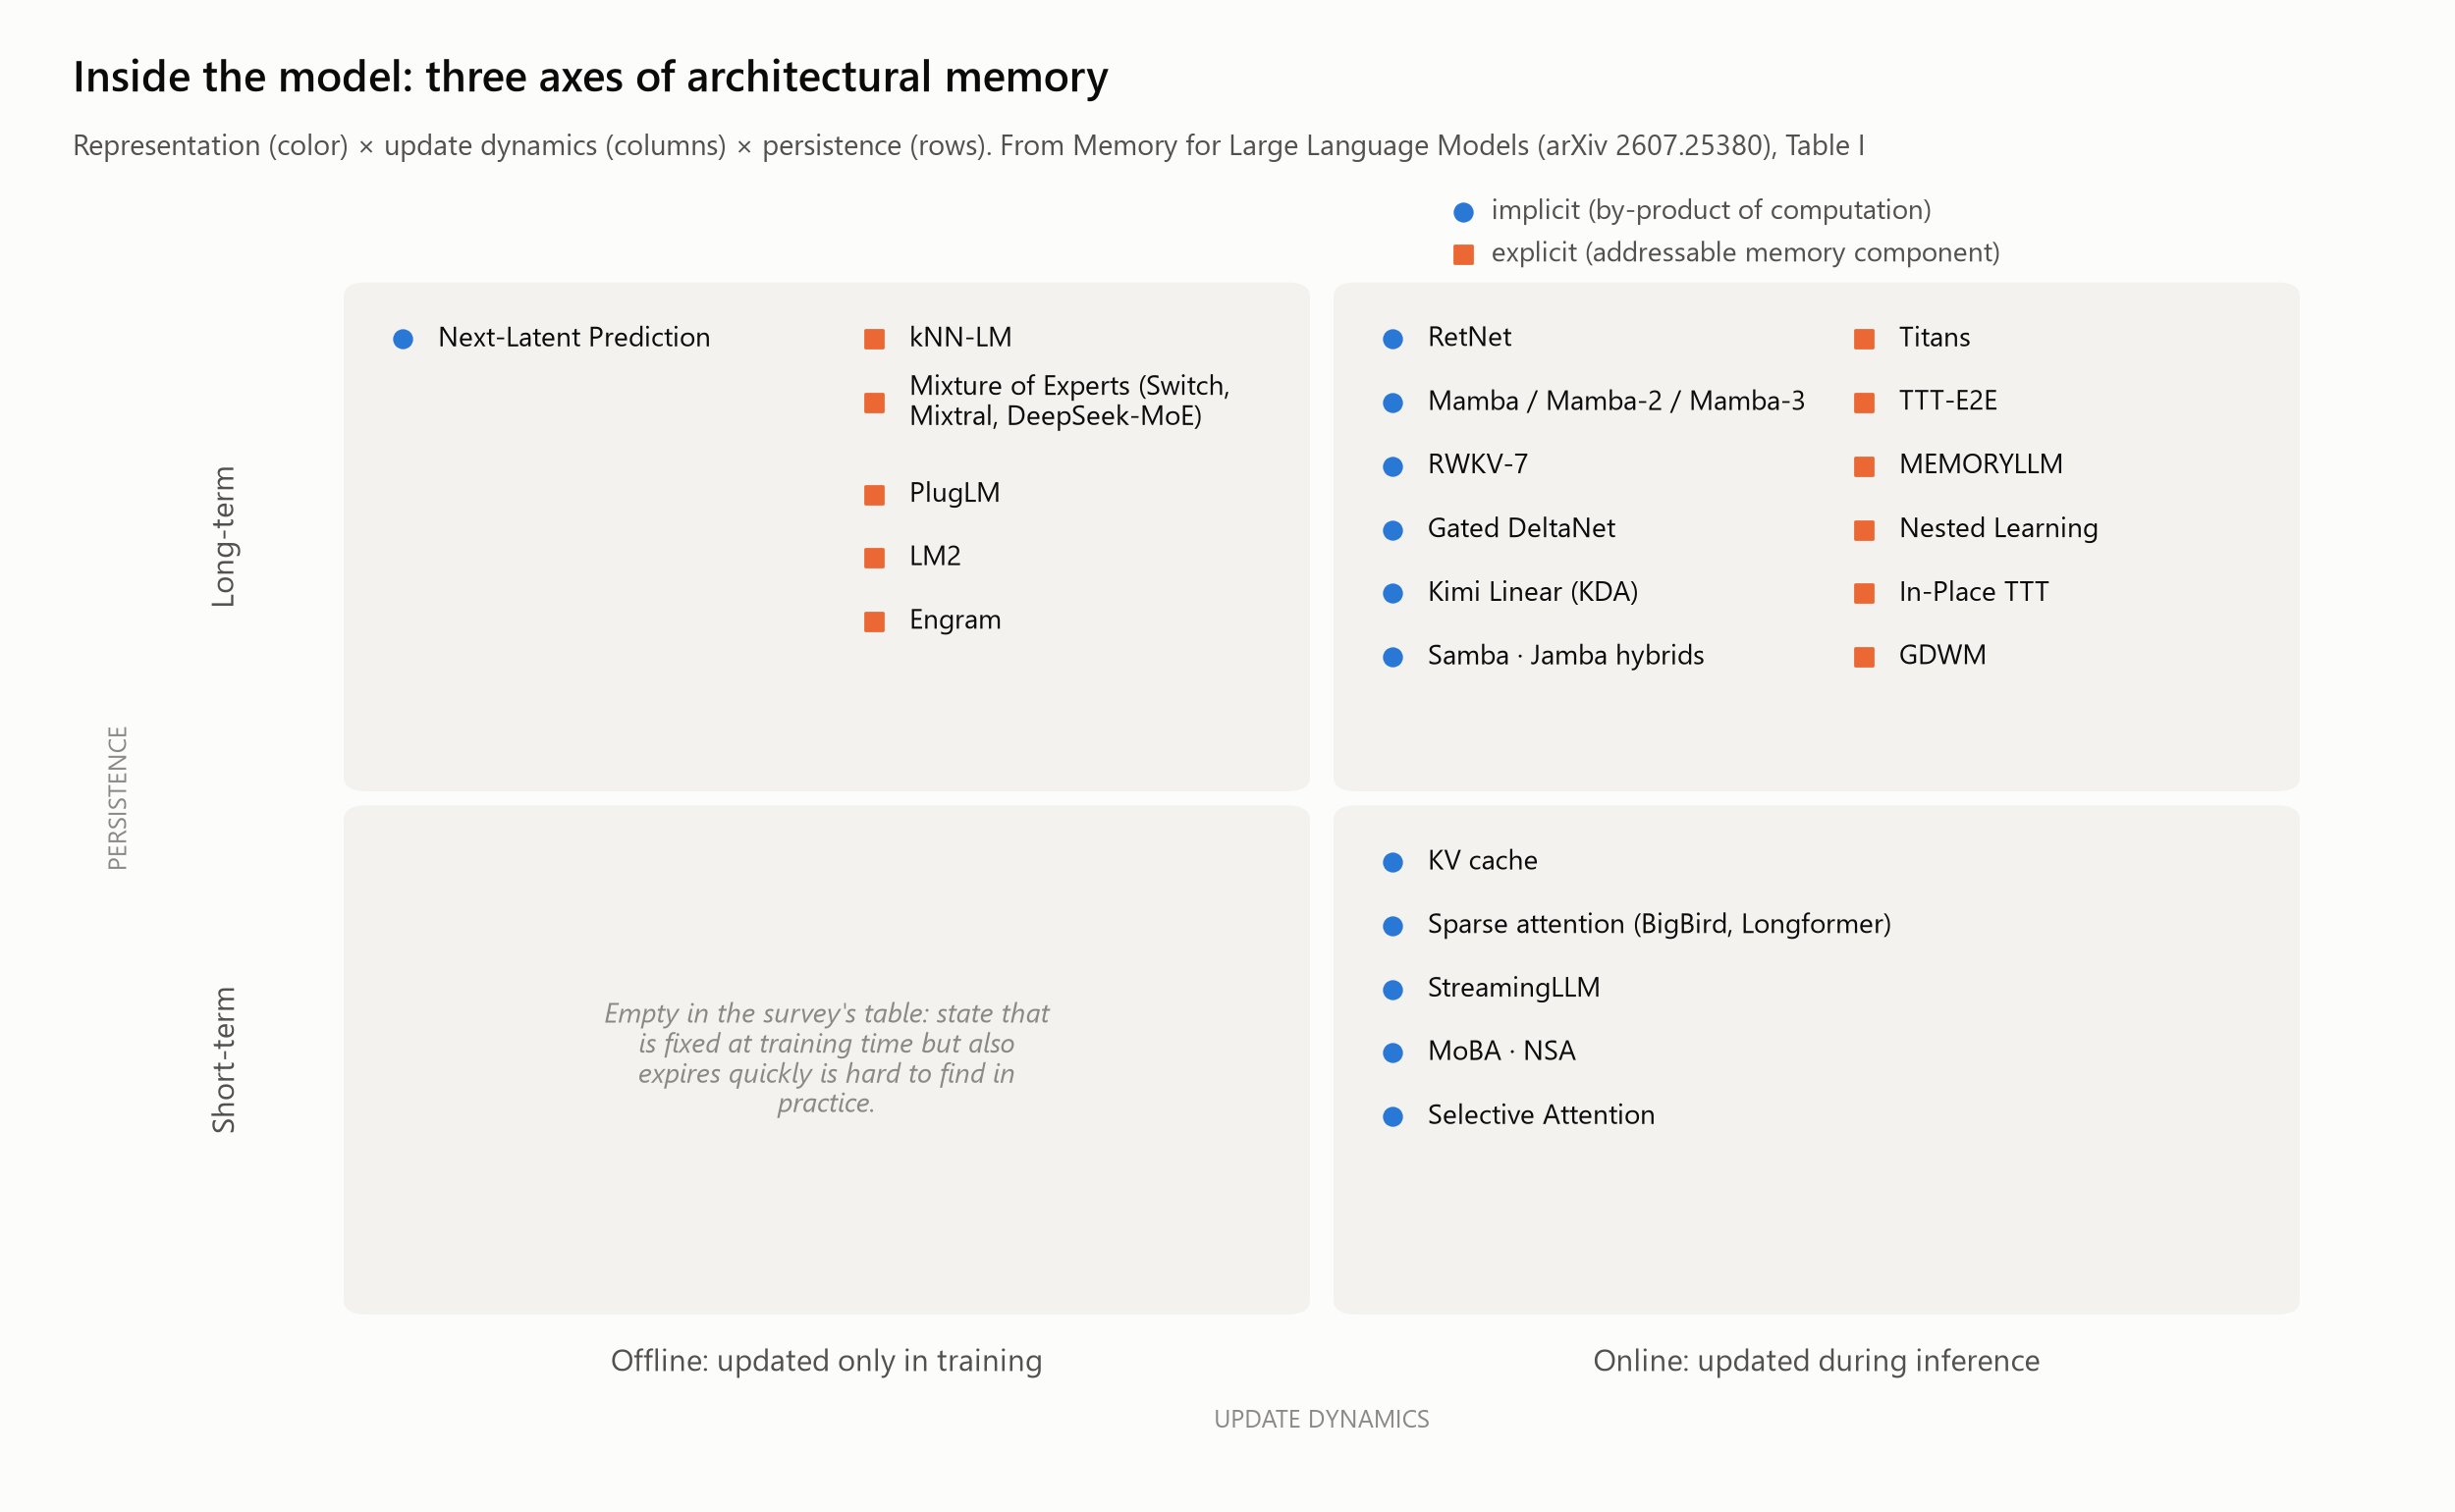 Inside the model: three axes of architectural memory
Representation (color) × update dynamics (columns) × persistence (rows). From Memory for Large Language Models (arXiv 2607.25380), Table I
implicit (by-product of computation)
explicit (addressable memory component)
PERSISTENCE
Long-term
Next-Latent Prediction
kNN-LM
Mixture of Experts (Switch,
Mixtral, DeepSeek-MoE)
PlugLM
LM2
Engram
RetNet
Mamba / Mamba-2 / Mamba-3
RWKV-7
Gated DeltaNet
Kimi Linear (KDA)
Samba · Jamba hybrids
Titans
TTT-E2E
MEMORYLLM
Nested Learning
In-Place TTT
GDWM
Short-term
Empty in the survey's table: state that
is fixed at training time but also
expires quickly is hard to find in
practice.
KV cache
Sparse attention (BigBird, Longformer)
StreamingLLM
MoBA · NSA
Selective Attention
Offline: updated only in training
Online: updated during inference
UPDATE DYNAMICS